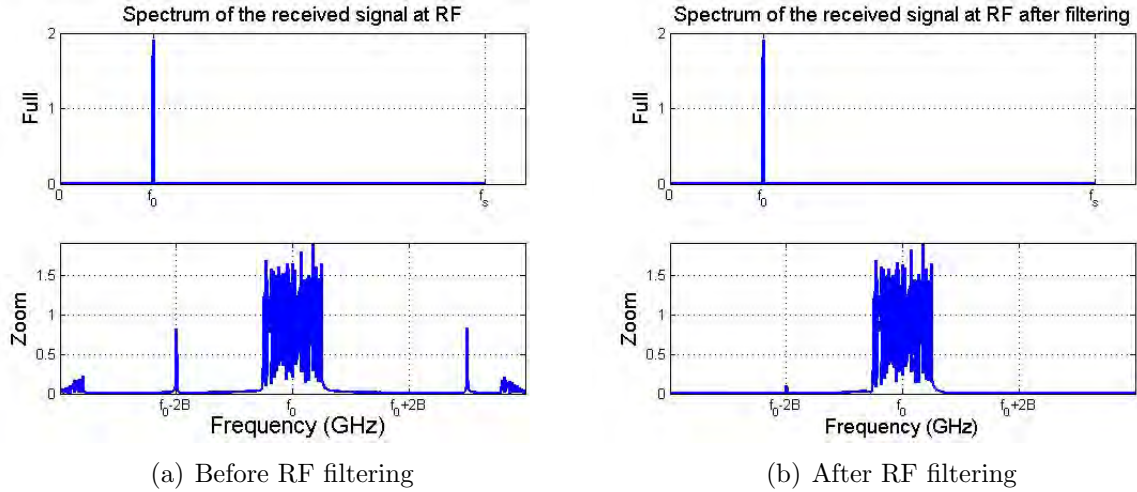 Spectrum of the received signal at RF
2
1
0
Full
0 f₀ fₛ
1.5
1
0.5
0
Zoom
f₀-2B f₀ f₀+2B
Frequency (GHz)
(a) Before RF filtering
Spectrum of the received signal at RF after filtering
2
1
0
Full
0 f₀ fₛ
1.5
1
0.5
0
Zoom
f₀-2B f₀ f₀+2B
Frequency (GHz)
(b) After RF filtering